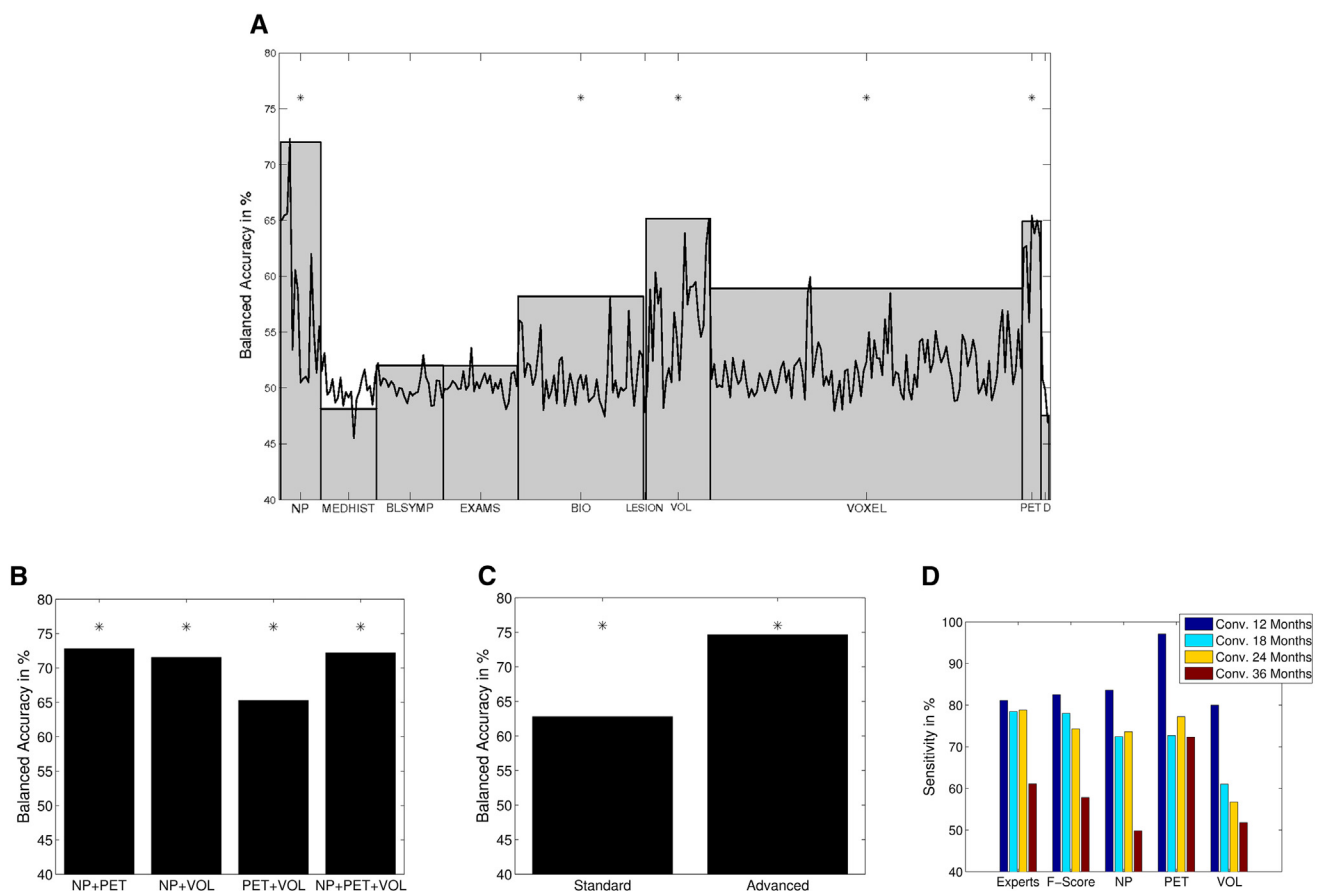 A
80
75
70
65
60
55
50
45
40
Balanced Accuracy in %
* * * * *
NP MEDHIST BLSYMP EXAMS BIO LESION VOL VOXEL PET D
B
80
75
70
65
60
55
50
45
40
Balanced Accuracy in %
* * * *
NP+PET NP+VOL PET+VOL NP+PET+VOL
C
80
75
70
65
60
55
50
45
40
Balanced Accuracy in %
* *
Standard Advanced
D
100
90
80
70
60
50
40
Sensitivity in %
Conv. 12 Months
Conv. 18 Months
Conv. 24 Months
Conv. 36 Months
Experts F-Score NP PET VOL